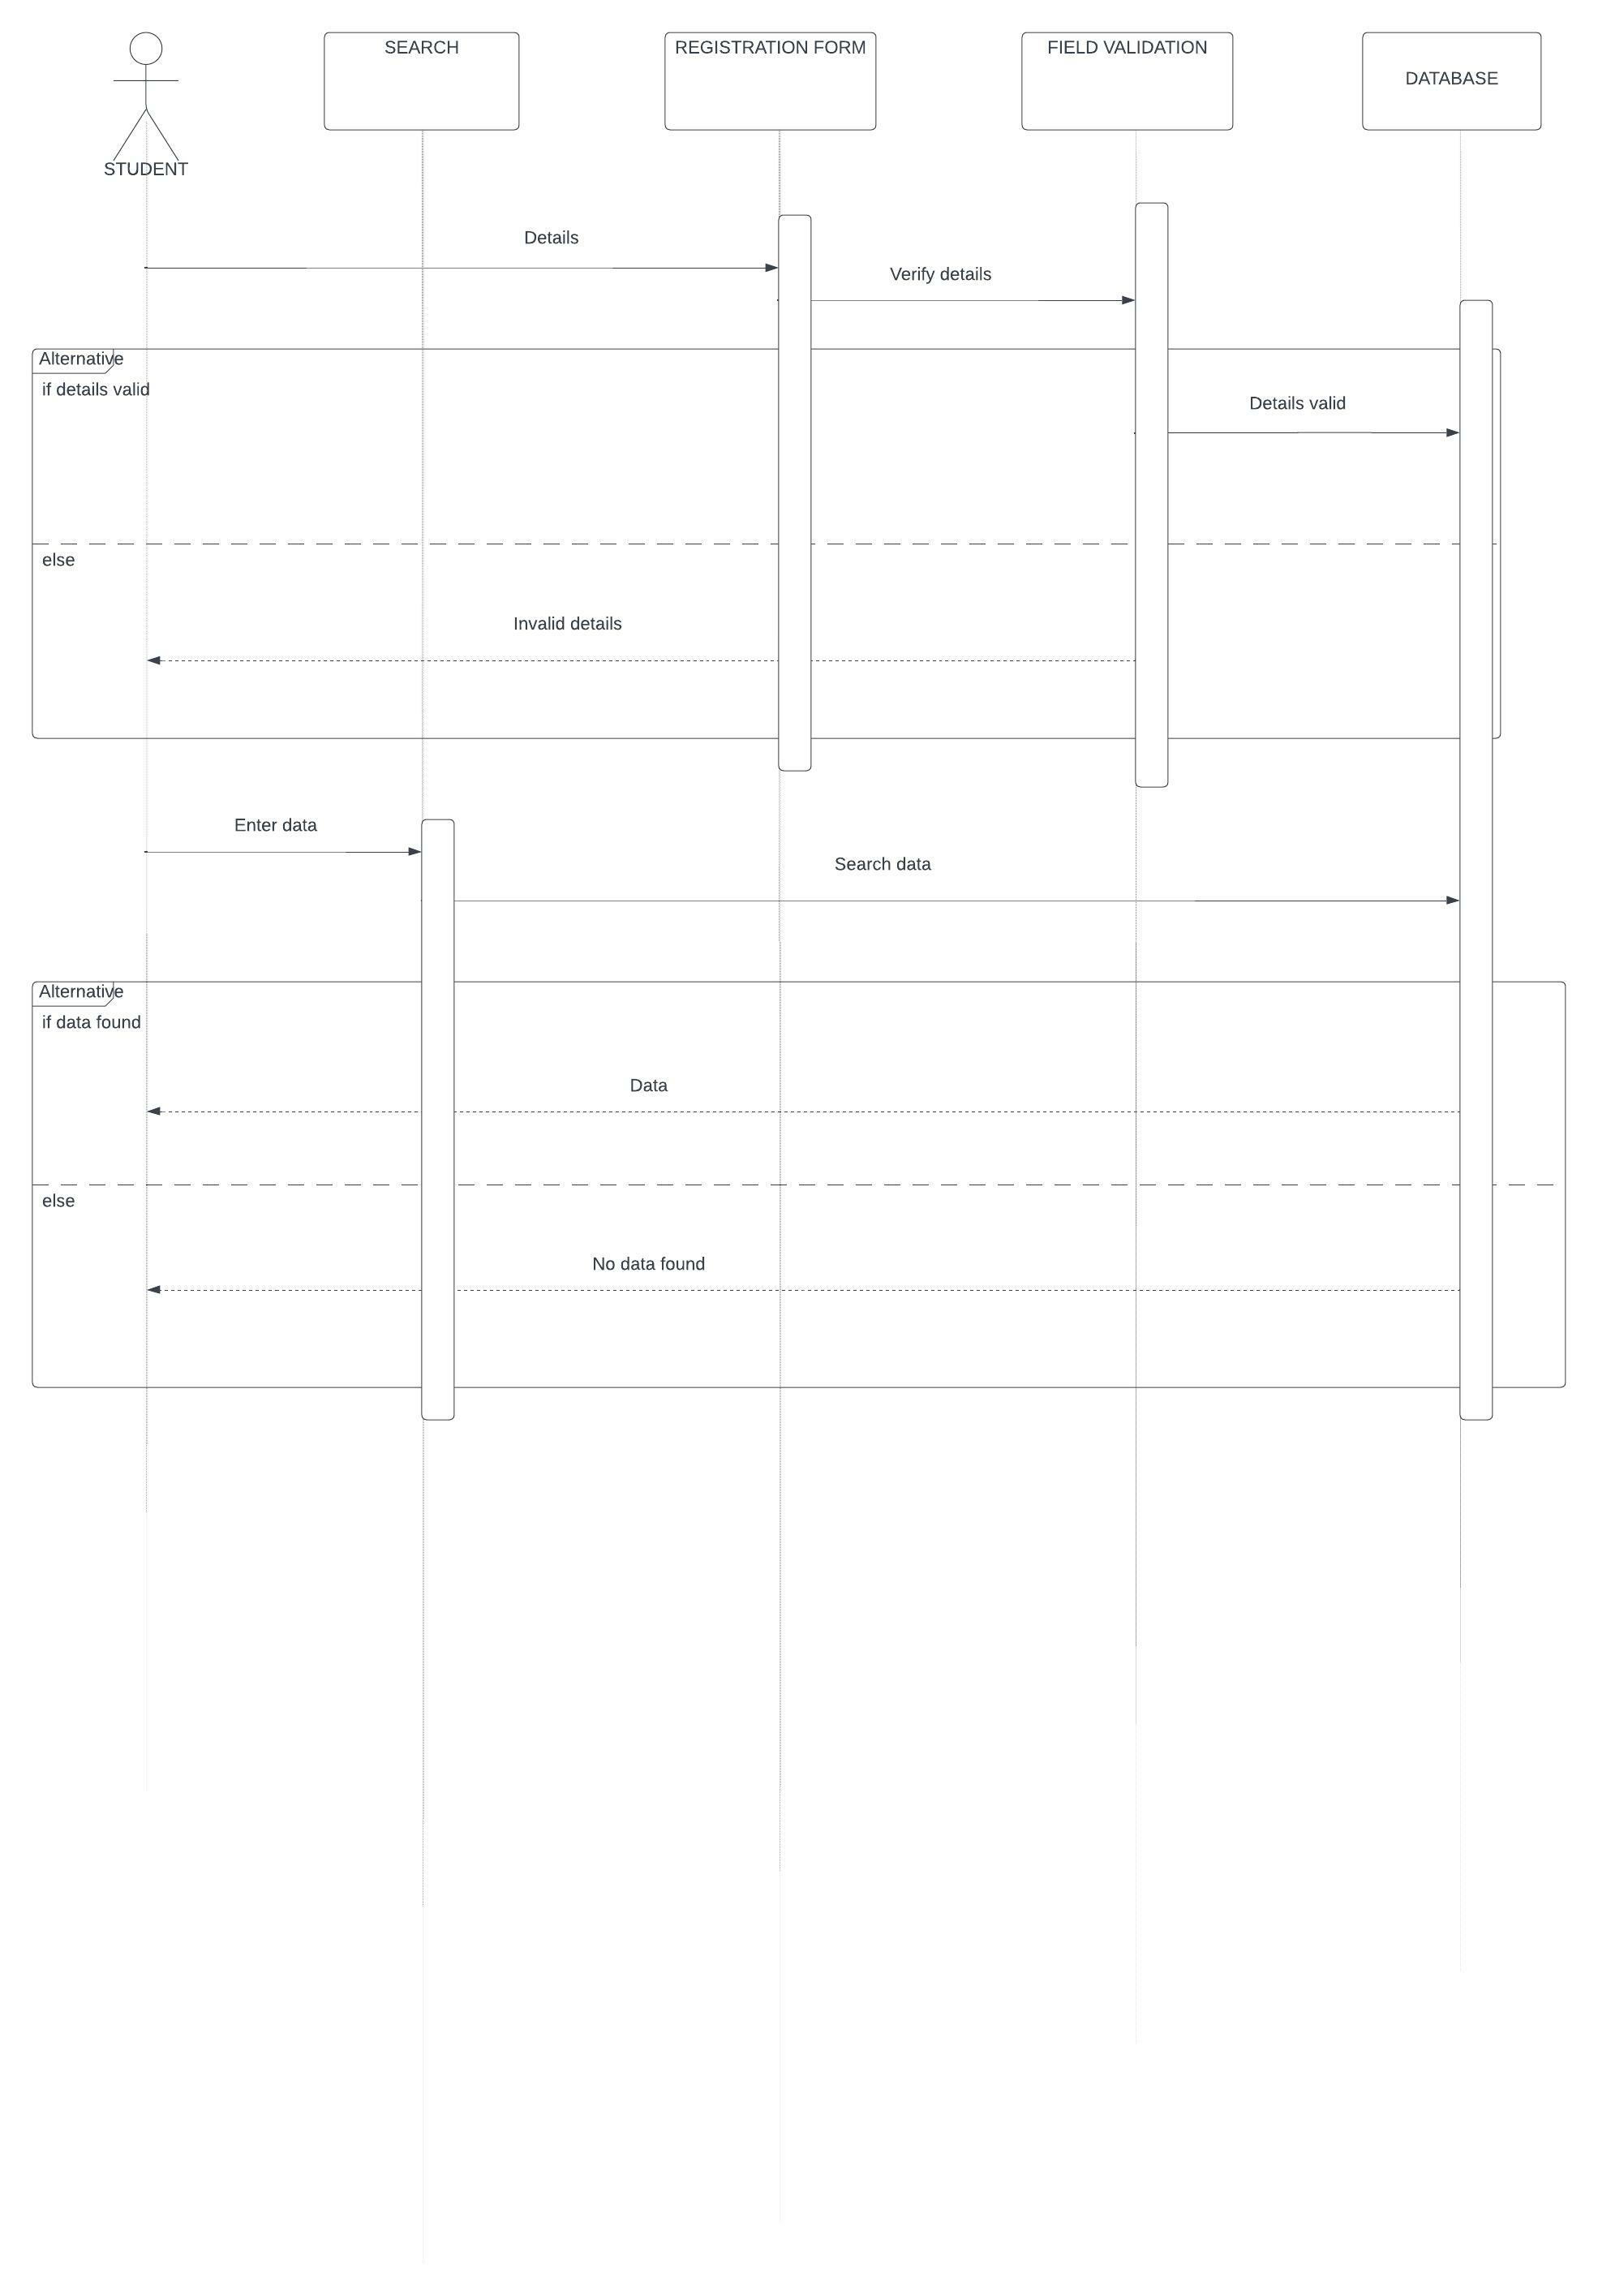 SEARCH
REGISTRATION FORM
FIELD VALIDATION
DATABASE
STUDENT
Details
Verify details
Alternative
if details valid
Details valid
else
Invalid details
Enter data
Search data
Alternative
if data found
Data
else
No data found